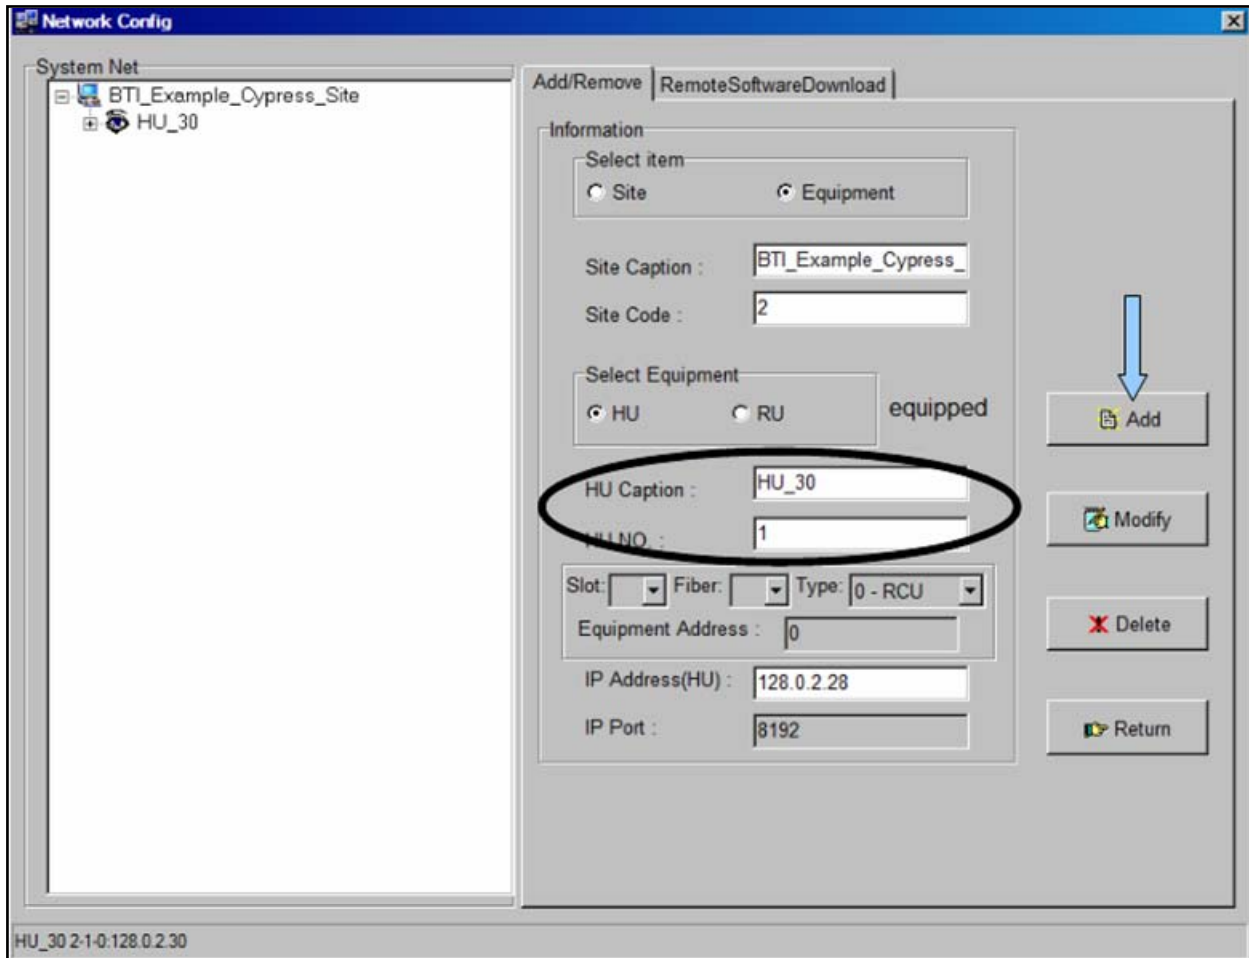 Network Config
System Net
BTI_Example_Cypress_Site
HU_30
Add/Remove
RemoteSoftwareDownload
Information
Select item
Site
Equipment
Site Caption :
BTI_Example_Cypress_
Site Code :
2
Select Equipment
HU
RU
equipped
HU Caption :
HU_30
HU NO. :
1
Slot:
Fiber:
Type:
0 - RCU
Equipment Address :
0
IP Address(HU) :
128.0.2.28
IP Port :
8192
Add
Modify
Delete
Return
HU_30 2-1-0:128.0.2.30